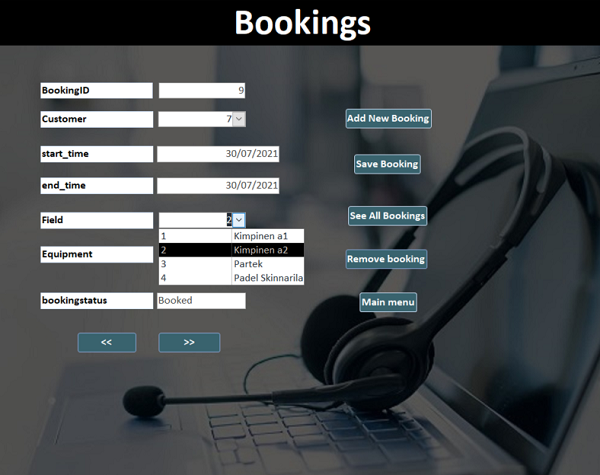 Bookings
BookingID 9
Customer 7 Add New Booking
start_time 30/07/2021 Save Booking
end_time 30/07/2021
Field 2 See All Bookings
1 Kimpinen a1
2 Kimpinen a2
Equipment Remove booking
3 Partek
4 Padel Skinnarila
bookingstatus Booked Main menu
<< >>